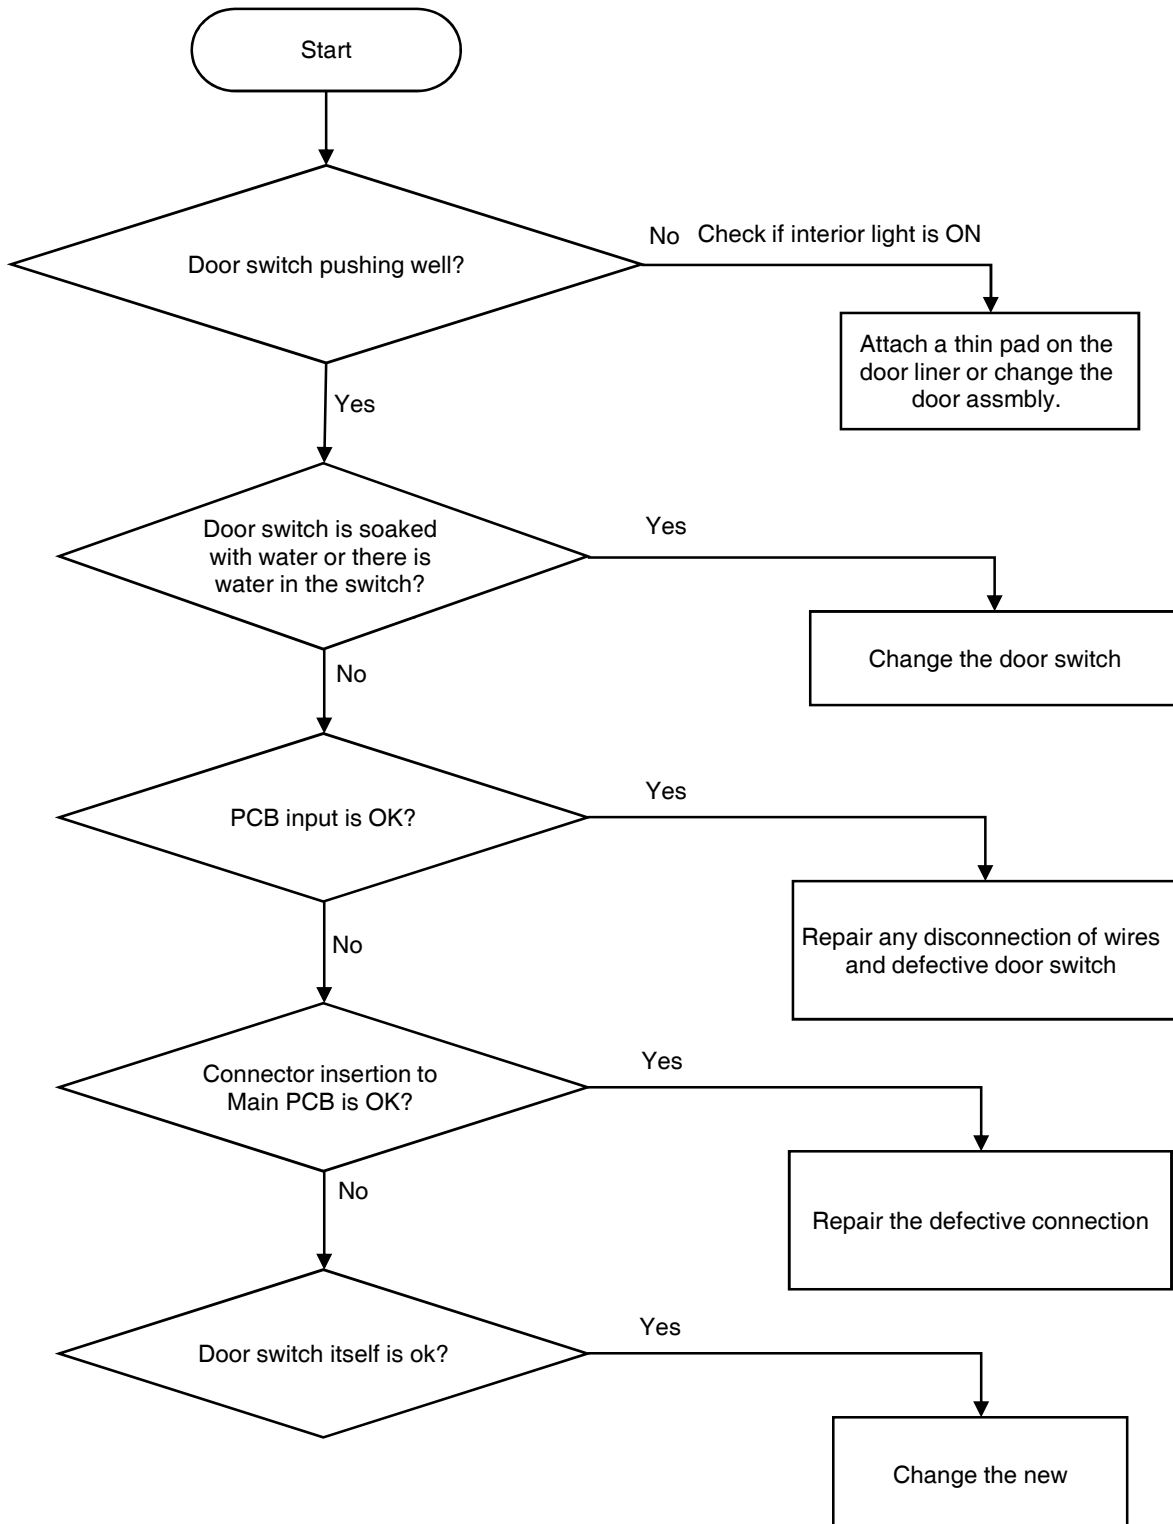 Start
Door switch pushing well?
No
Check if interior light is ON
Attach a thin pad on the
door liner or change the
door assmbly.
Yes
Door switch is soaked
with water or there is
water in the switch?
Yes
Change the door switch
No
PCB input is OK?
Yes
Repair any disconnection of wires
and defective door switch
No
Connector insertion to
Main PCB is OK?
Yes
Repair the defective connection
No
Door switch itself is ok?
Yes
Change the new